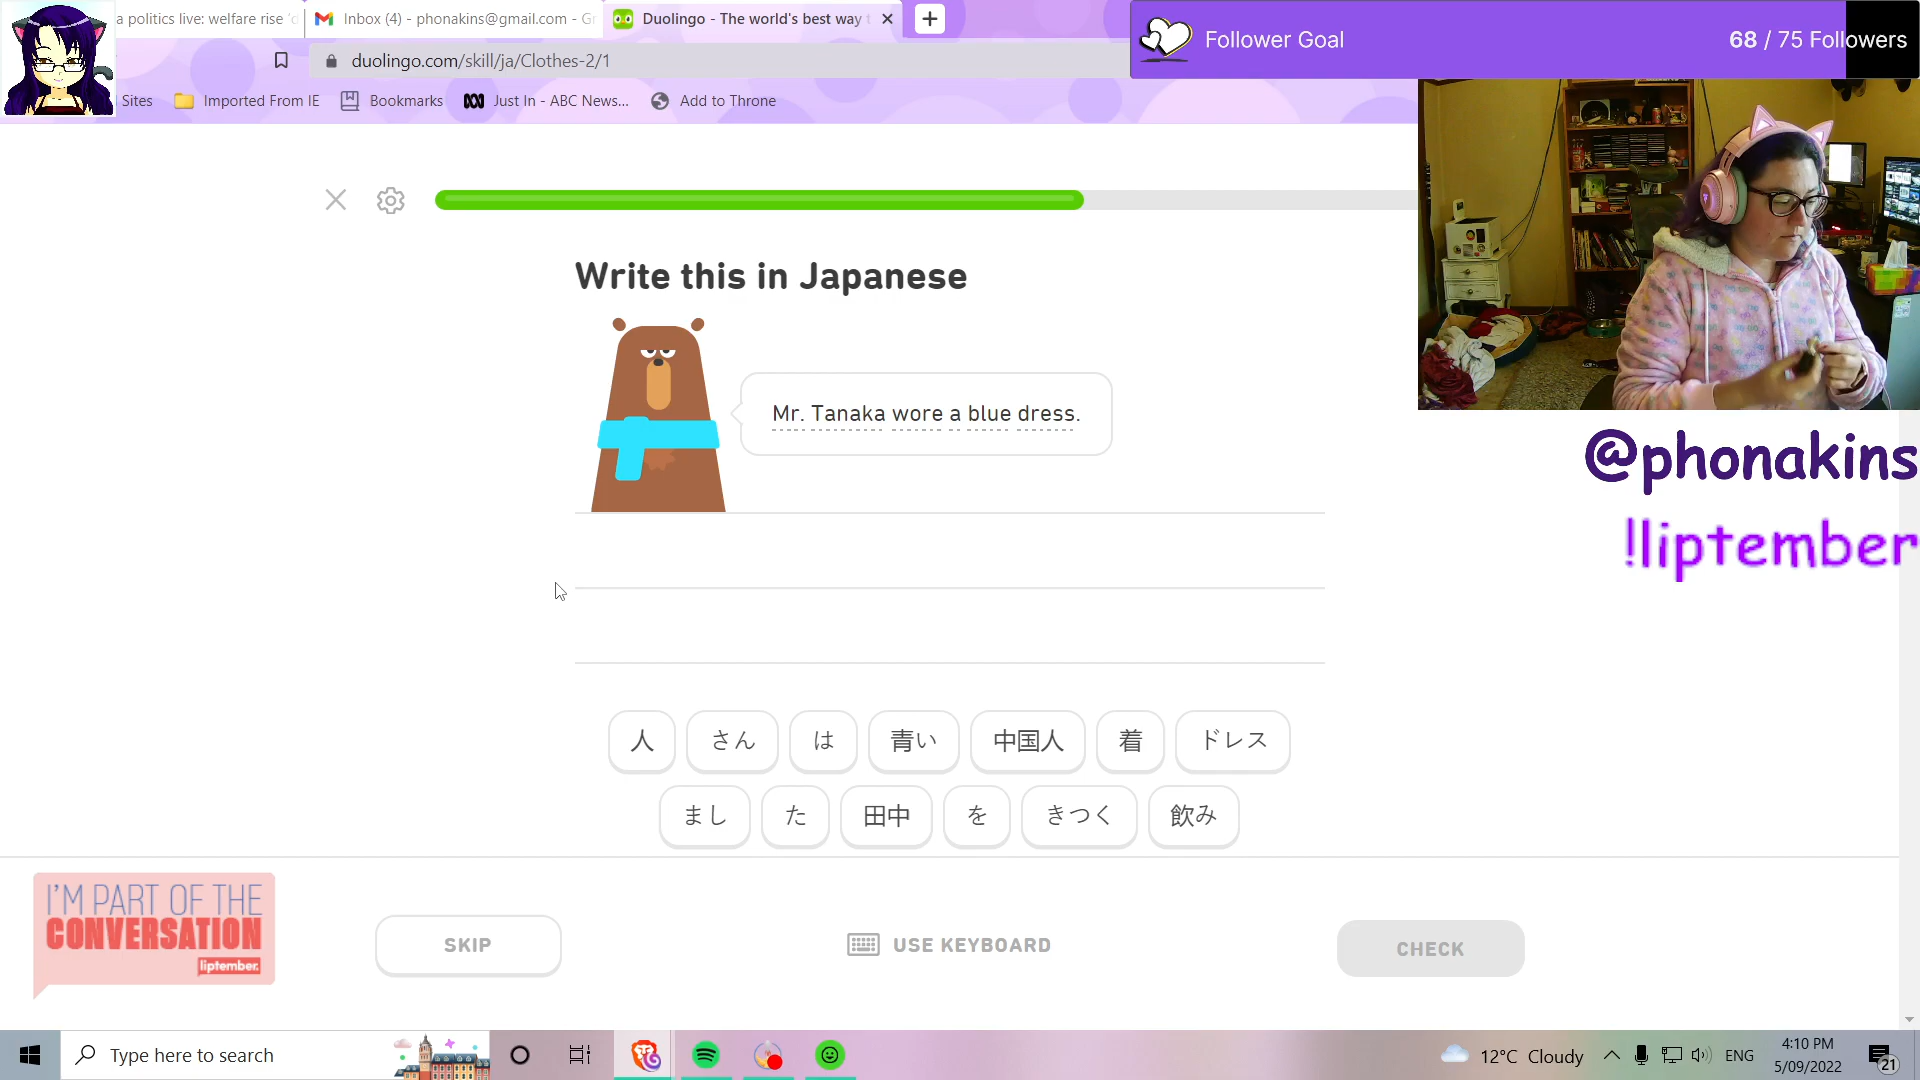 a politics live: welfare rise 'o
Inbox (4) - phonakins@gmail.com - Gr
Duolingo - The world's best way t
Follower Goal
68 / 75 Followers
duolingo.com/skill/ja/Clothes-2/1
Sites
Imported From IE
Bookmarks
Just In - ABC News...
Add to Throne
Write this in Japanese
Mr. Tanaka wore a blue dress.
@phonakins
!liptember
人 さん は 青い 中国人 着 ドレス
まし た 田中 を きつく 飲み
I'M PART OF THE
CONVERSATION
liptember.
SKIP
USE KEYBOARD
CHECK
Type here to search
12°C Cloudy
ENG
4:10 PM
5/09/2022
21